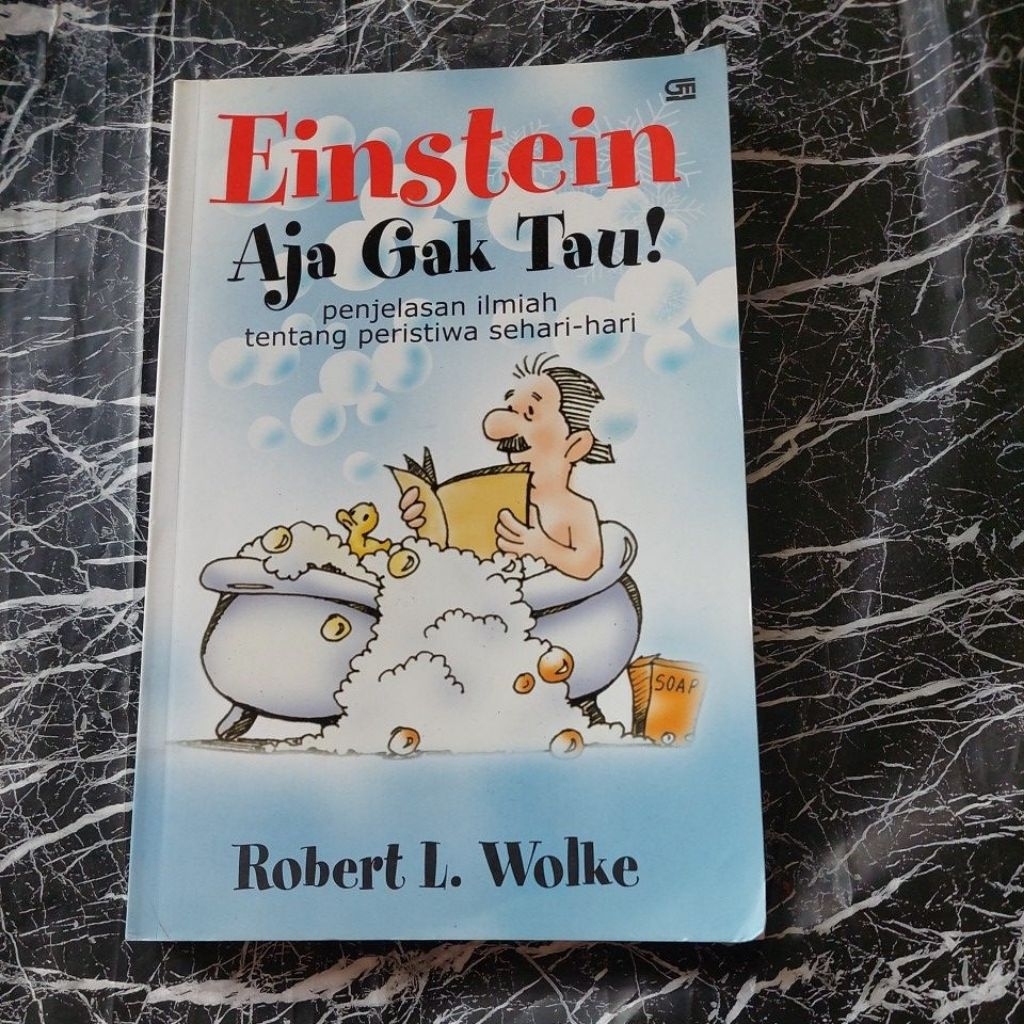 Einstein
Aja Gak Tau!
penjelasan ilmiah
tentang peristiwa sehari-hari
SOAP
Robert L. Wolke